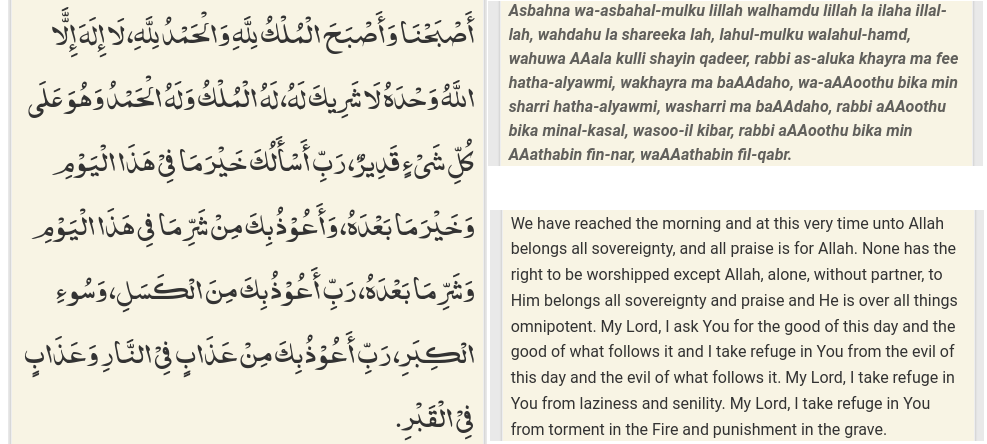 أَصْبَحْنَا وَأَصْبَحَ الْمُلْكُ لِلَّهِ وَالْحَمْدُ لِلَّهِ، لَا إِلَهَ إِلَّا
اللَّهُ وَحْدَهُ لَا شَرِيكَ لَهُ، لَهُ الْمُلْكُ وَلَهُ الْحَمْدُ وَهُوَ عَلَى
كُلِّ شَيْءٍ قَدِيرٌ، رَبِّ أَسْأَلُكَ خَيْرَ مَا فِيْ هَذَا الْيَوْمِ
وَخَيْرَ مَا بَعْدَهُ، وَأَعُوْذُ بِكَ مِنْ شَرِّ مَا فِي هَذَا الْيَوْمِ
وَشَرِّ مَا بَعْدَهُ، رَبِّ أَعُوْذُ بِكَ مِنَ الْكَسَلِ، وَسُوءِ
الْكِبَرِ، رَبِّ أَعُوْذُ بِكَ مِنْ عَذَابٍ فِيْ النَّارِ وَعَذَابٍ
فِيْ الْقَبْرِ.
Asbahna wa-asbahal-mulku lillah walhamdu lillah la ilaha illal-
lah, wahdahu la shareeka lah, lahul-mulku walahul-hamd,
wahuwa AAala kulli shayin qadeer, rabbi as-aluka khayra ma fee
hatha-alyawmi, wakhayra ma baAAdaho, wa-aAAoothu bika min
sharri hatha-alyawmi, washarri ma baAAdaho, rabbi aAAoothu
bika minal-kasal, wasoo-il kibar, rabbi aAAoothu bika min
AAathabin fin-nar, waAAathabin fil-qabr.
We have reached the morning and at this very time unto Allah
belongs all sovereignty, and all praise is for Allah. None has the
right to be worshipped except Allah, alone, without partner, to
Him belongs all sovereignty and praise and He is over all things
omnipotent. My Lord, I ask You for the good of this day and the
good of what follows it and I take refuge in You from the evil of
this day and the evil of what follows it. My Lord, I take refuge in
You from laziness and senility. My Lord, I take refuge in You
from torment in the Fire and punishment in the grave.